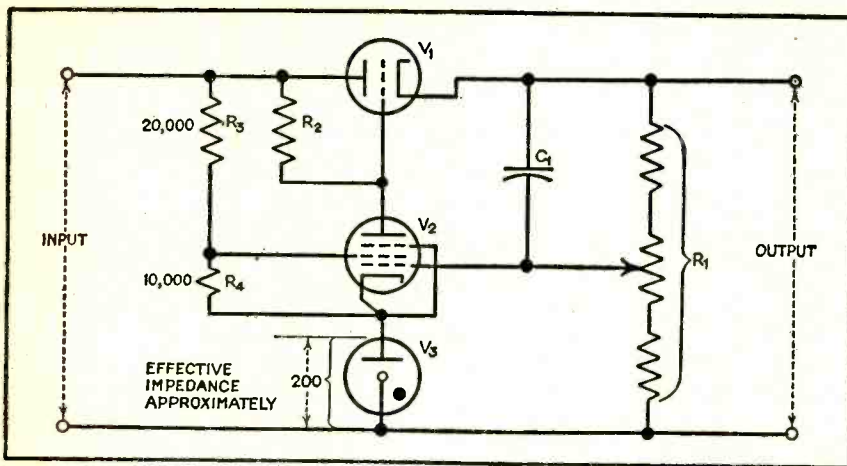 V1
20,000
R3
R2
C1
V2
INPUT
R1
OUTPUT
10,000
R4
V3
EFFECTIVE
IMPEDANCE
APPROXIMATELY
200